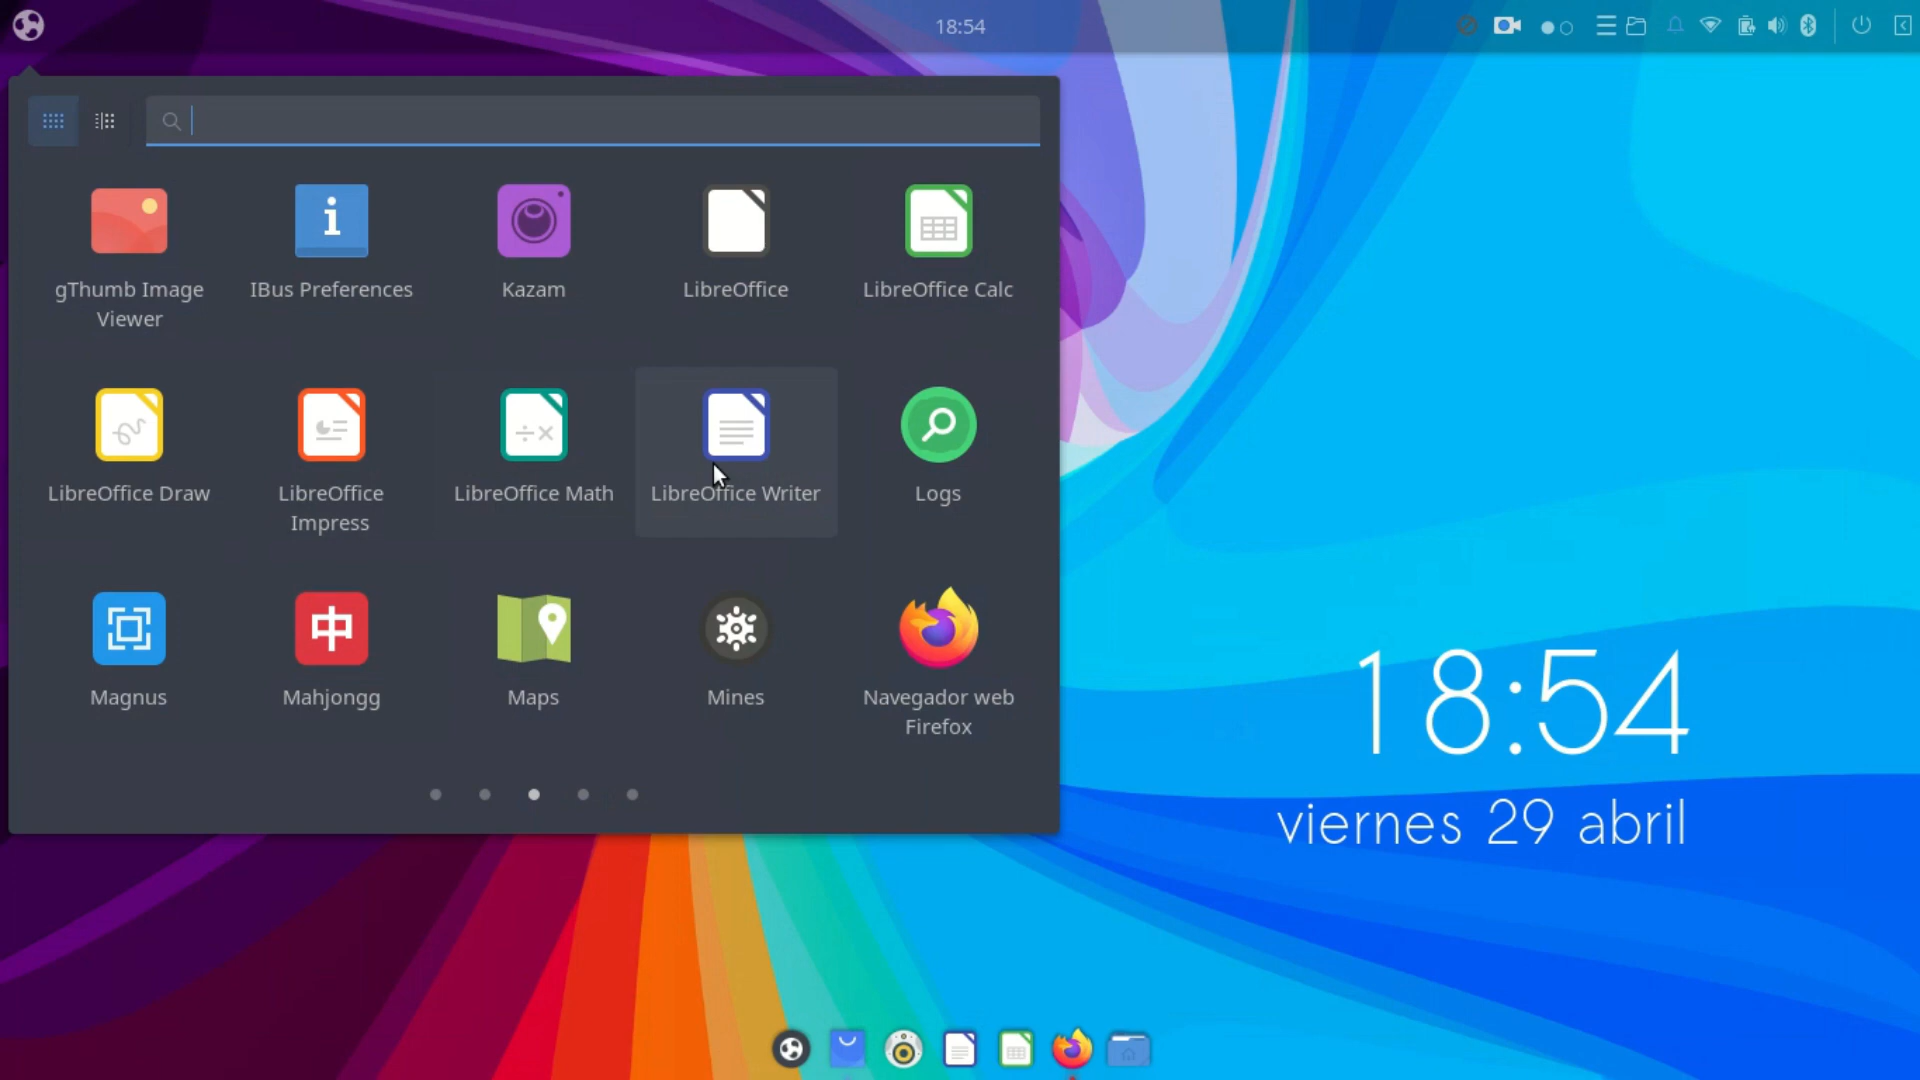 18:54
gThumb Image
Viewer
IBus Preferences
Kazam
LibreOffice
LibreOffice Calc
LibreOffice Draw
LibreOffice
Impress
LibreOffice Math
LibreOffice Writer
Logs
中
Magnus
Mahjongg
Maps
Mines
Navegador web
Firefox
18:54
viernes 29 abril